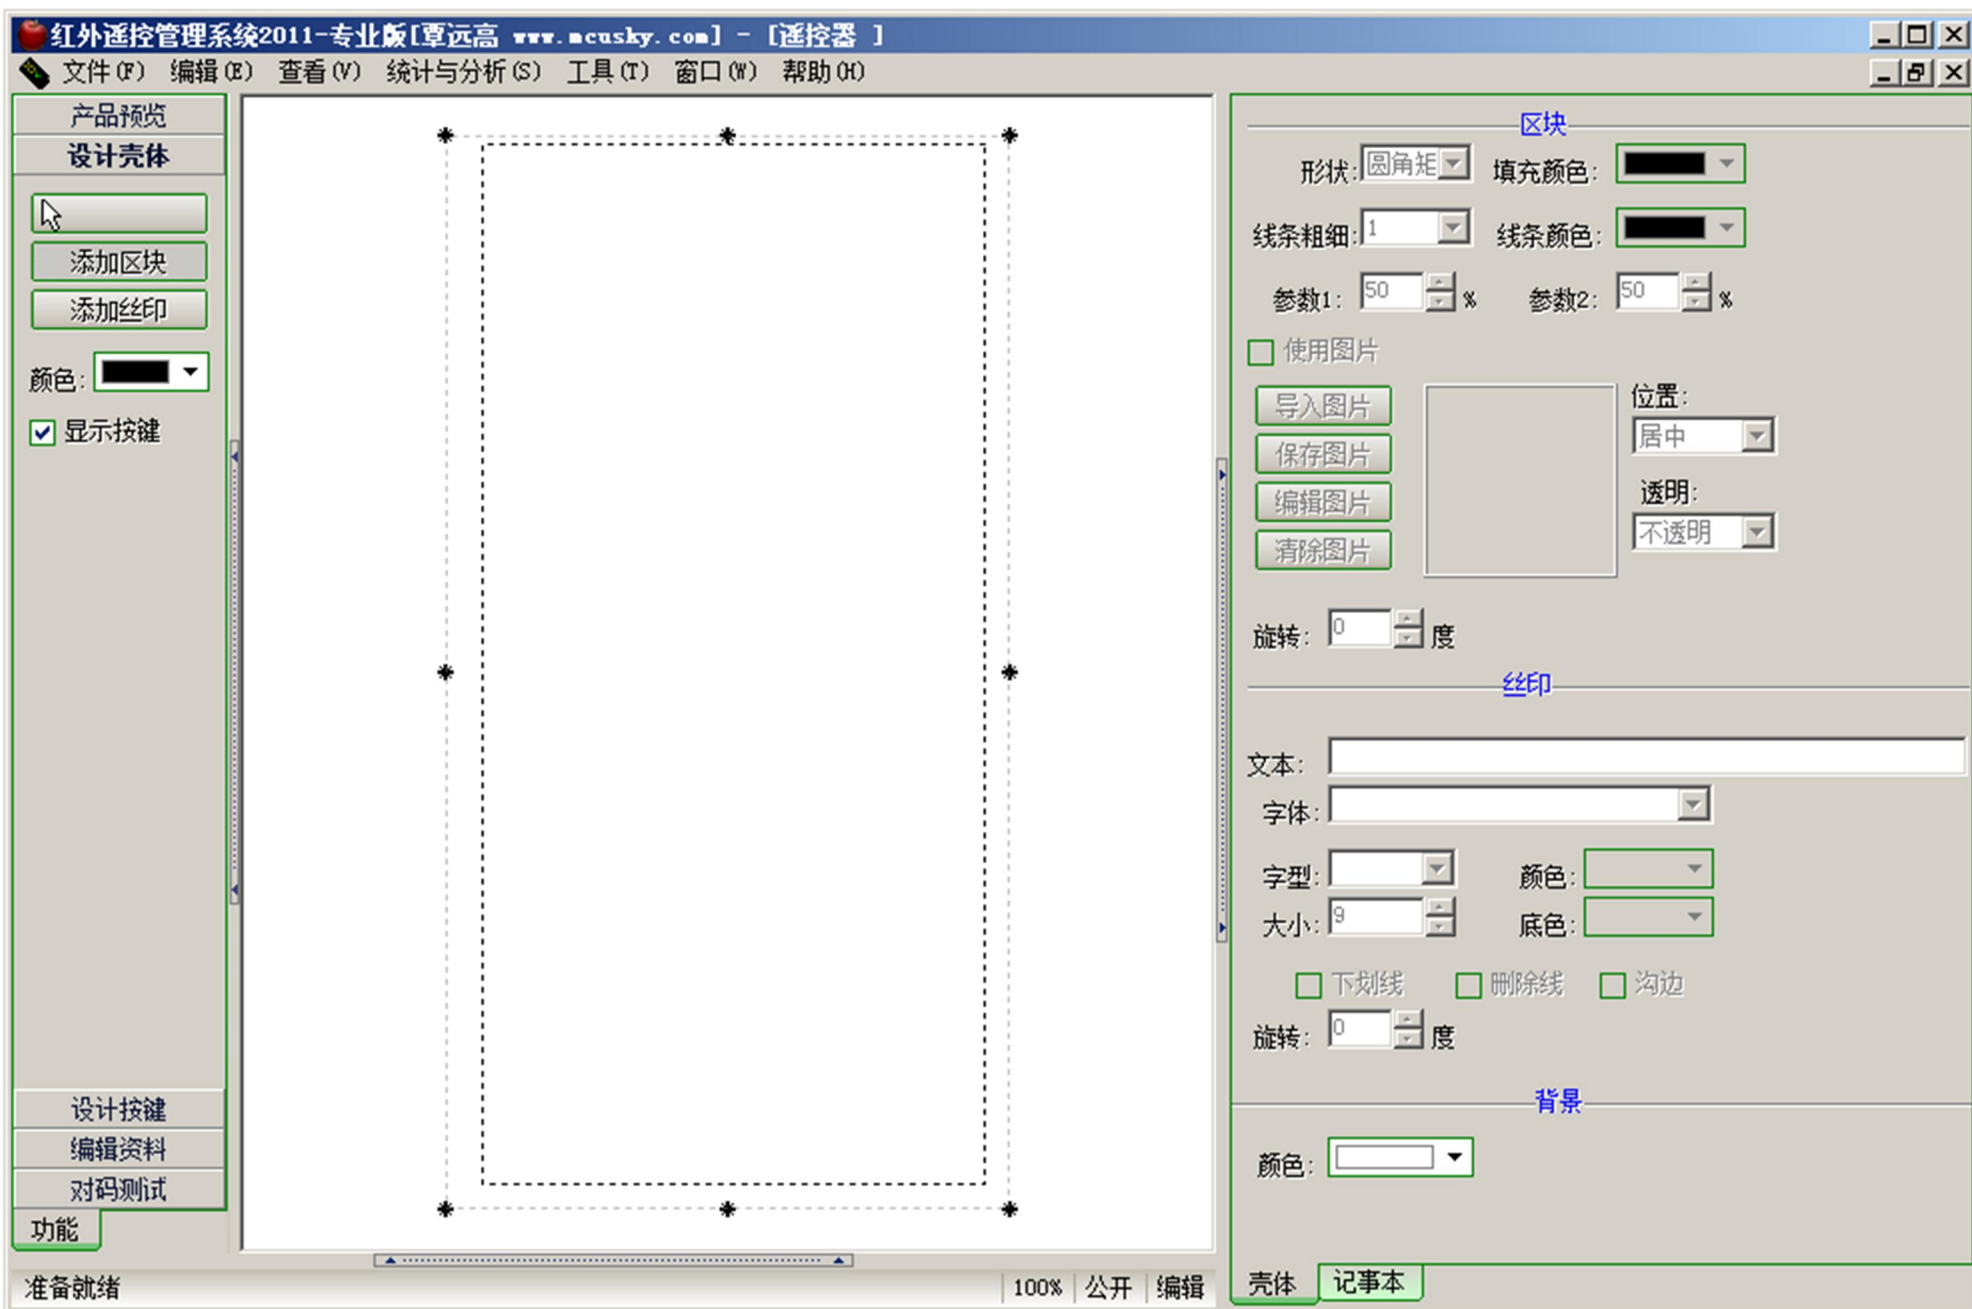 红外遥控管理系统2011-专业版[覃远高 www.mcusky.com] - [遥控器 ]
文件(F) 编辑(E) 查看(V) 统计与分析(S) 工具(T) 窗口(W) 帮助(H)
产品预览
设计壳体
添加区块
添加丝印
颜色:
显示按键
设计按键
编辑资料
对码测试
功能
区块
形状: 圆角矩 填充颜色:
线条粗细: 1 线条颜色:
参数1: 50 % 参数2: 50 %
使用图片
导入图片
保存图片
编辑图片
清除图片
位置:
居中
透明:
不透明
旋转: 0 度
丝印
文本:
字体:
字型: 颜色:
大小: 9 底色:
下划线 删除线 沟边
旋转: 0 度
背景
颜色:
壳体 记事本
准备就绪 100% 公开 编辑